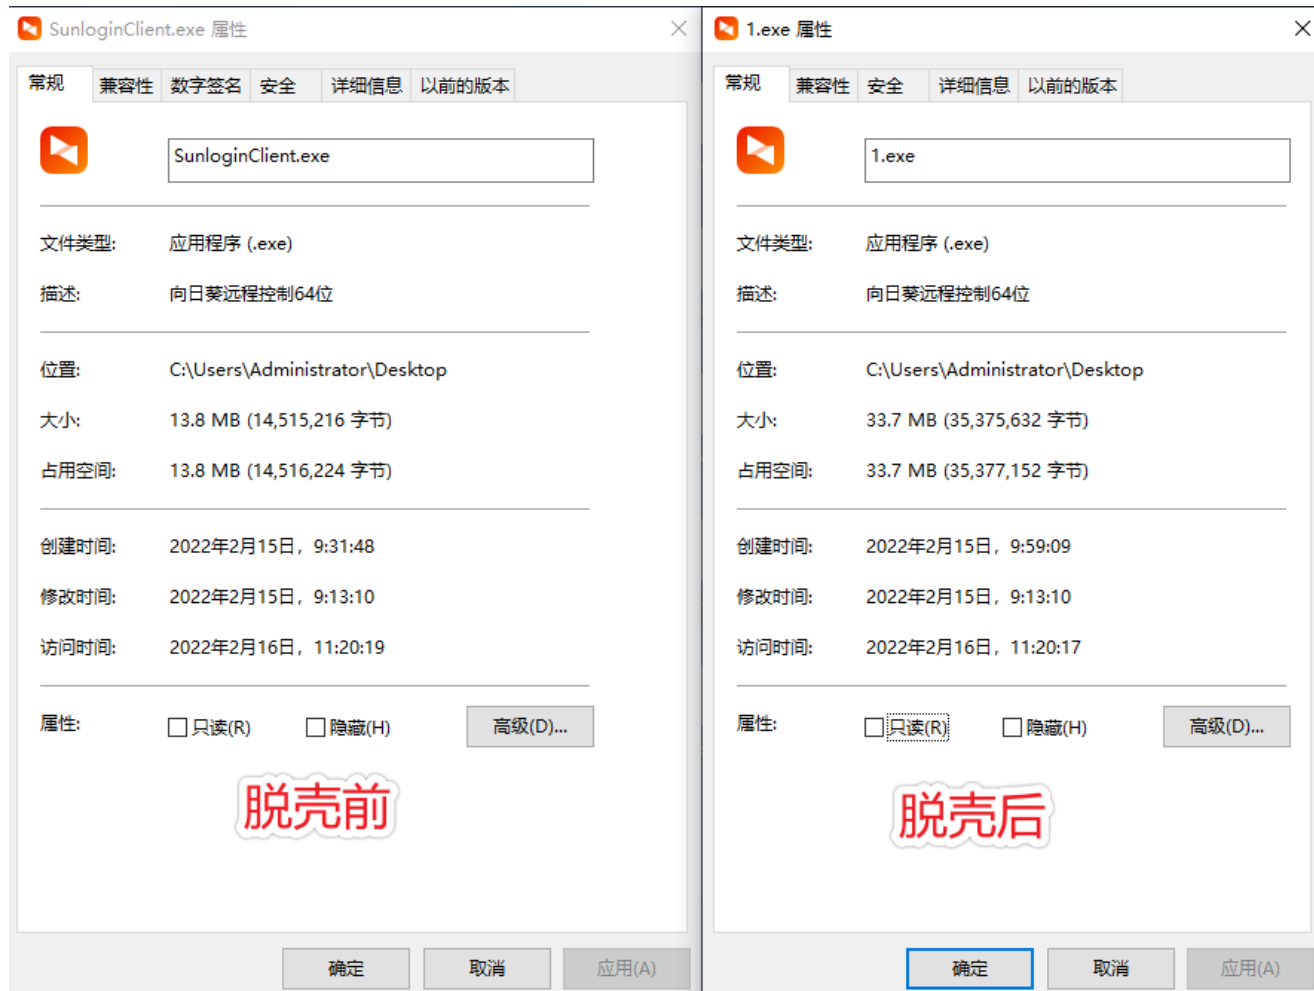 SunloginClient.exe 属性
常规 兼容性 数字签名 安全 详细信息 以前的版本
SunloginClient.exe
文件类型: 应用程序 (.exe)
描述: 向日葵远程控制64位
位置: C:\Users\Administrator\Desktop
大小: 13.8 MB (14,515,216 字节)
占用空间: 13.8 MB (14,516,224 字节)
创建时间: 2022年2月15日，9:31:48
修改时间: 2022年2月15日，9:13:10
访问时间: 2022年2月16日，11:20:19
属性: 只读(R) 隐藏(H) 高级(D)...
脱壳前
确定 取消 应用(A)
1.exe 属性
常规 兼容性 安全 详细信息 以前的版本
1.exe
文件类型: 应用程序 (.exe)
描述: 向日葵远程控制64位
位置: C:\Users\Administrator\Desktop
大小: 33.7 MB (35,375,632 字节)
占用空间: 33.7 MB (35,377,152 字节)
创建时间: 2022年2月15日，9:59:09
修改时间: 2022年2月15日，9:13:10
访问时间: 2022年2月16日，11:20:17
属性: 只读(R) 隐藏(H) 高级(D)...
脱壳后
确定 取消 应用(A)